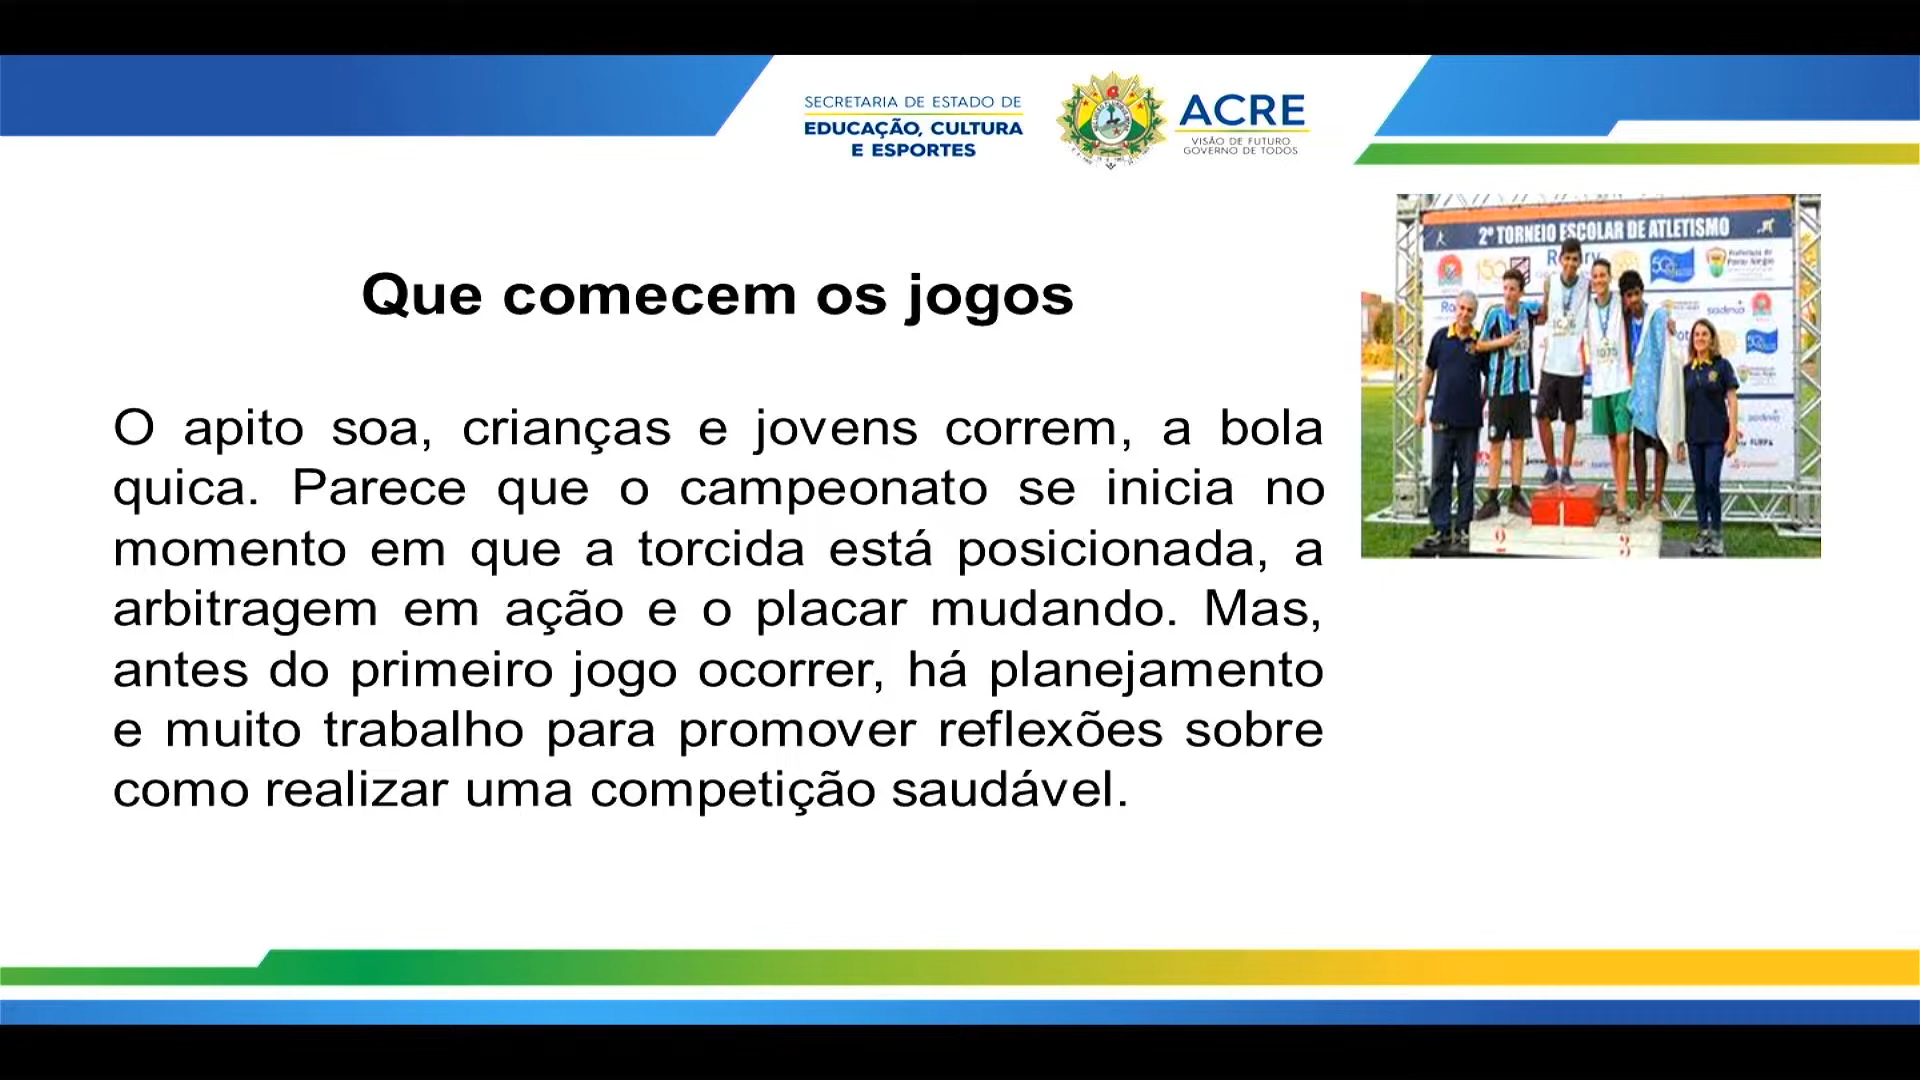 SECRETARIA DE ESTADO DE
EDUCAÇÃO, CULTURA
E ESPORTES
ACRE
VISÃO DE FUTURO
GOVERNO DE TODOS
2º TORNEIO ESCOLAR DE ATLETISMO
Que comecem os jogos
O apito soa, crianças e jovens correm, a bola
quica. Parece que o campeonato se inicia no
momento em que a torcida está posicionada, a
arbitragem em ação e o placar mudando. Mas,
antes do primeiro jogo ocorrer, há planejamento
e muito trabalho para promover reflexões sobre
como realizar uma competição saudável.